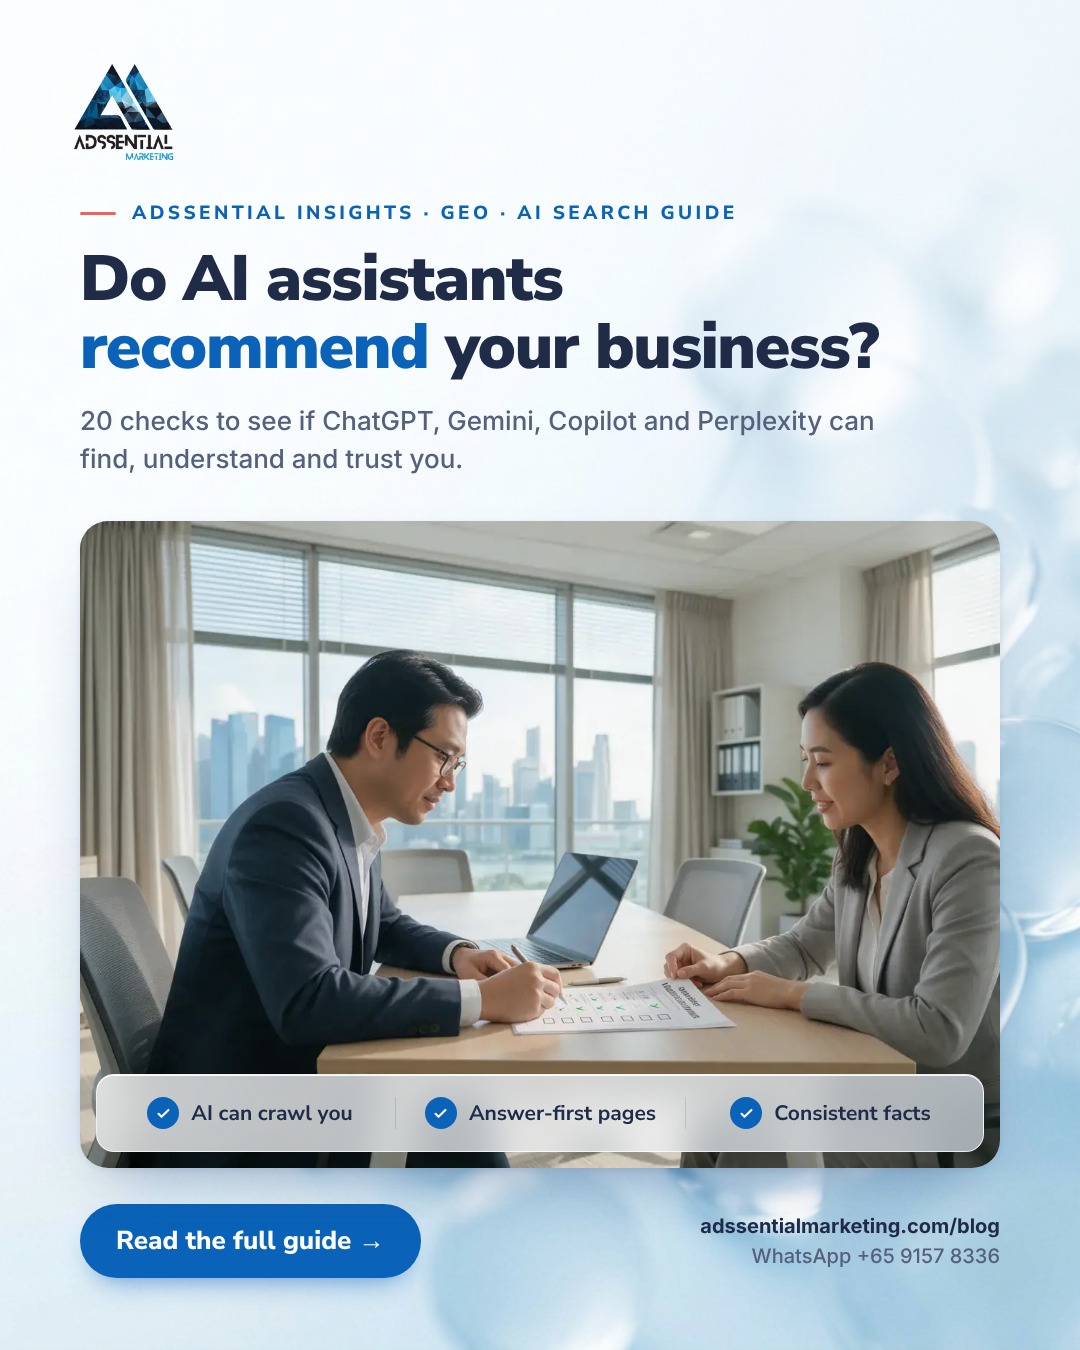 ADSSENTIAL
MARKETING
ADSSENTIAL INSIGHTS · GEO · AI SEARCH GUIDE
Do AI assistants
recommend your business?
20 checks to see if ChatGPT, Gemini, Copilot and Perplexity can
find, understand and trust you.
AI can crawl you
Answer-first pages
Consistent facts
Read the full guide →
adssentialmarketing.com/blog
WhatsApp +65 9157 8336